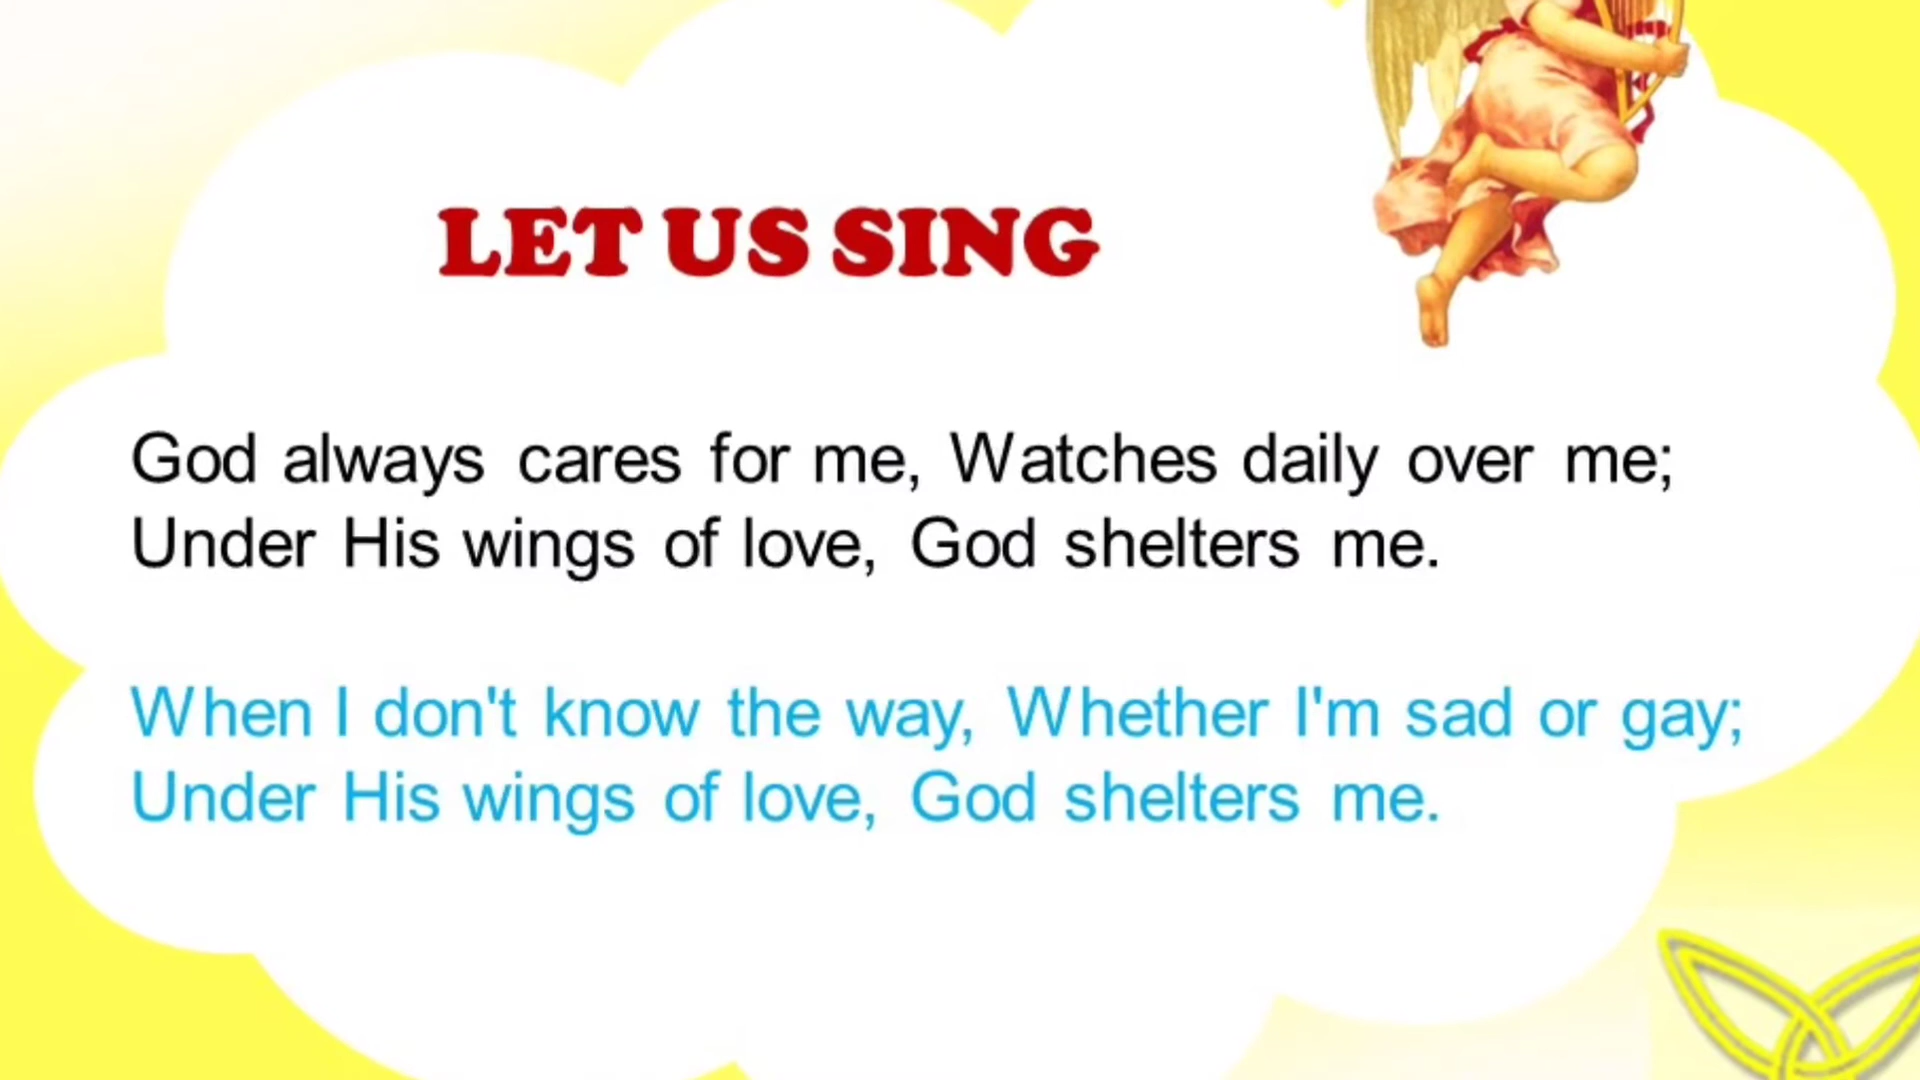 LET US SING
God always cares for me, Watches daily over me;
Under His wings of love, God shelters me.
When I don't know the way, Whether I'm sad or gay;
Under His wings of love, God shelters me.